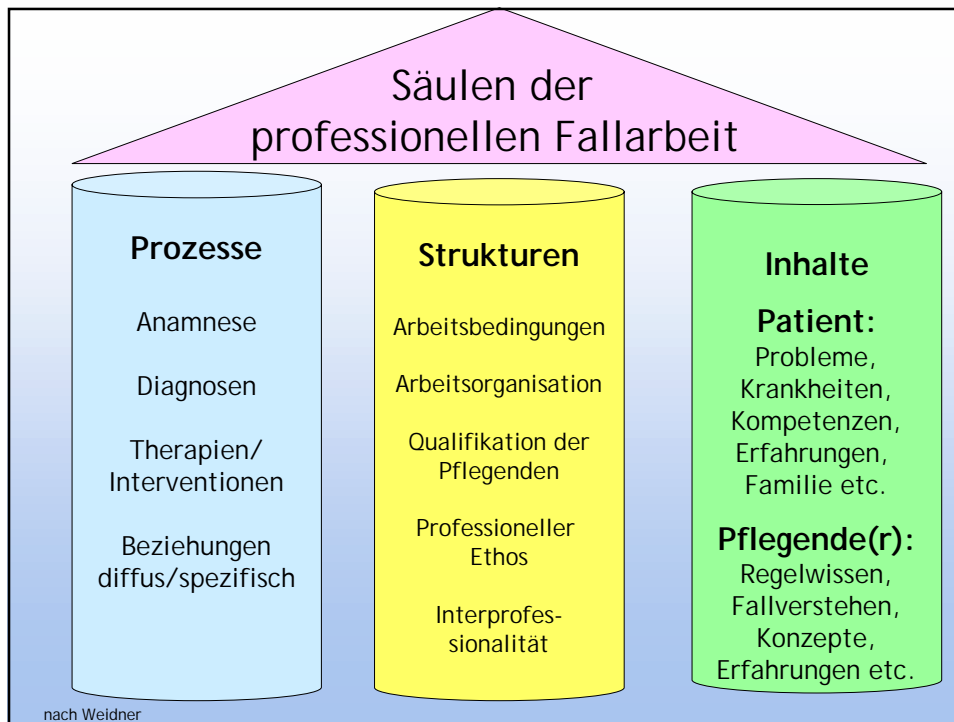 Säulen der
professionellen Fallarbeit
Prozesse
Anamnese
Diagnosen
Therapien/
Interventionen
Beziehungen
diffus/spezifisch
Strukturen
Arbeitsbedingungen
Arbeitsorganisation
Qualifikation der
Pflegenden
Professioneller
Ethos
Interprofes-
sionalität
Inhalte
Patient:
Probleme,
Krankheiten,
Kompetenzen,
Erfahrungen,
Familie etc.
Pflegende(r):
Regelwissen,
Fallverstehen,
Konzepte,
Erfahrungen etc.
nach Weidner